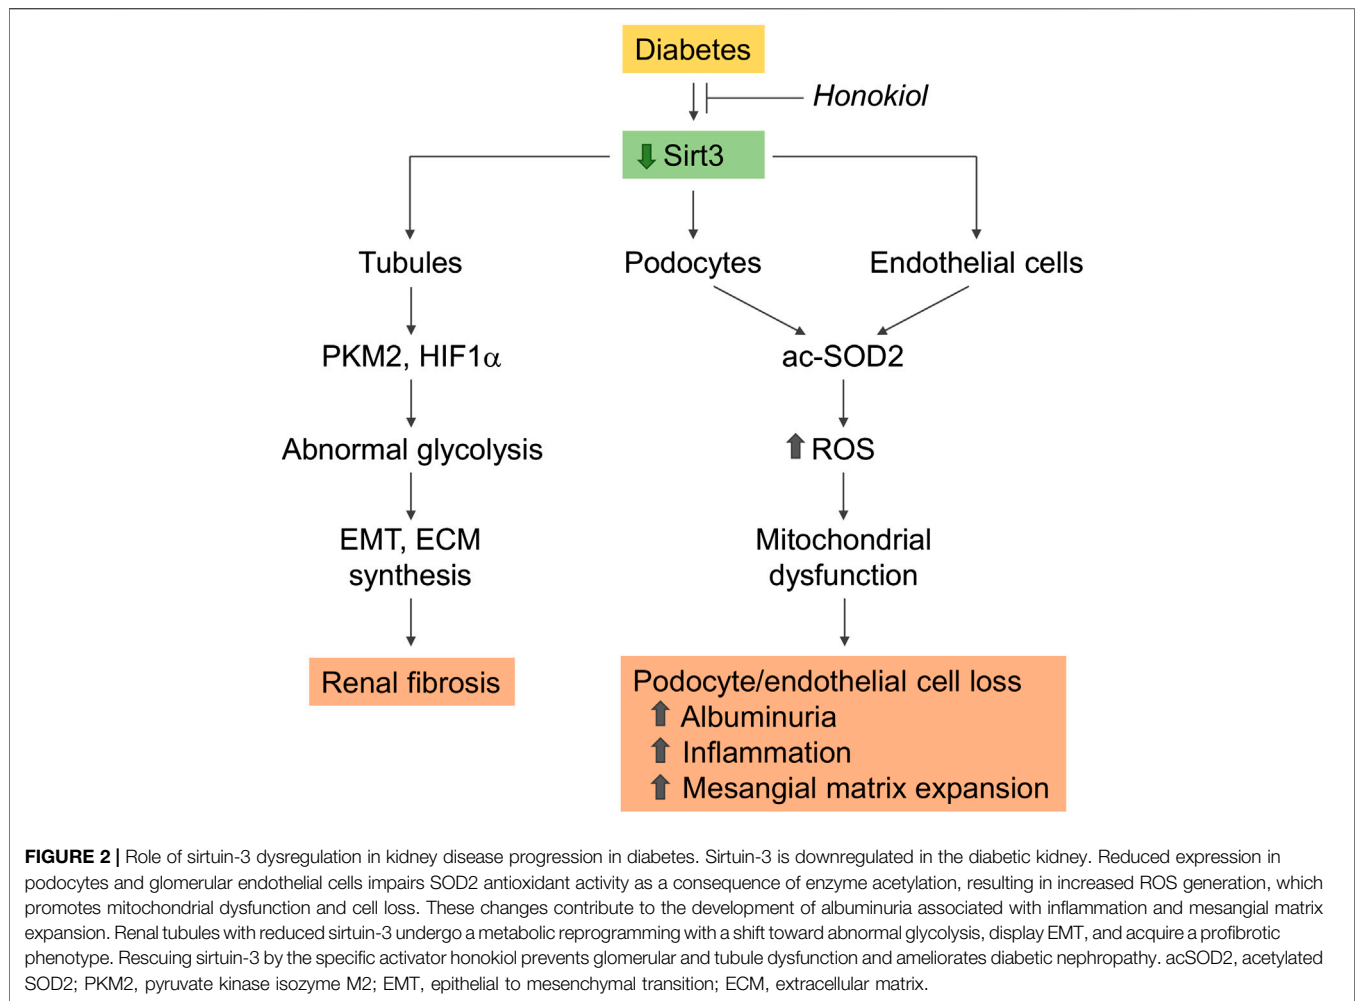 Diabetes
Honokiol
Sirt3
Tubules
Podocytes
Endothelial cells
PKM2, HIF1α
ac-SOD2
Abnormal glycolysis
ROS
EMT, ECM
synthesis
Mitochondrial
dysfunction
Renal fibrosis
Podocyte/endothelial cell loss
Albuminuria
Inflammation
Mesangial matrix expansion
FIGURE 2 | Role of sirtuin-3 dysregulation in kidney disease progression in diabetes. Sirtuin-3 is downregulated in the diabetic kidney. Reduced expression in
podocytes and glomerular endothelial cells impairs SOD2 antioxidant activity as a consequence of enzyme acetylation, resulting in increased ROS generation, which
promotes mitochondrial dysfunction and cell loss. These changes contribute to the development of albuminuria associated with inflammation and mesangial matrix
expansion. Renal tubules with reduced sirtuin-3 undergo a metabolic reprogramming with a shift toward abnormal glycolysis, display EMT, and acquire a profibrotic
phenotype. Rescuing sirtuin-3 by the specific activator honokiol prevents glomerular and tubule dysfunction and ameliorates diabetic nephropathy. acSOD2, acetylated
SOD2; PKM2, pyruvate kinase isozyme M2; EMT, epithelial to mesenchymal transition; ECM, extracellular matrix.